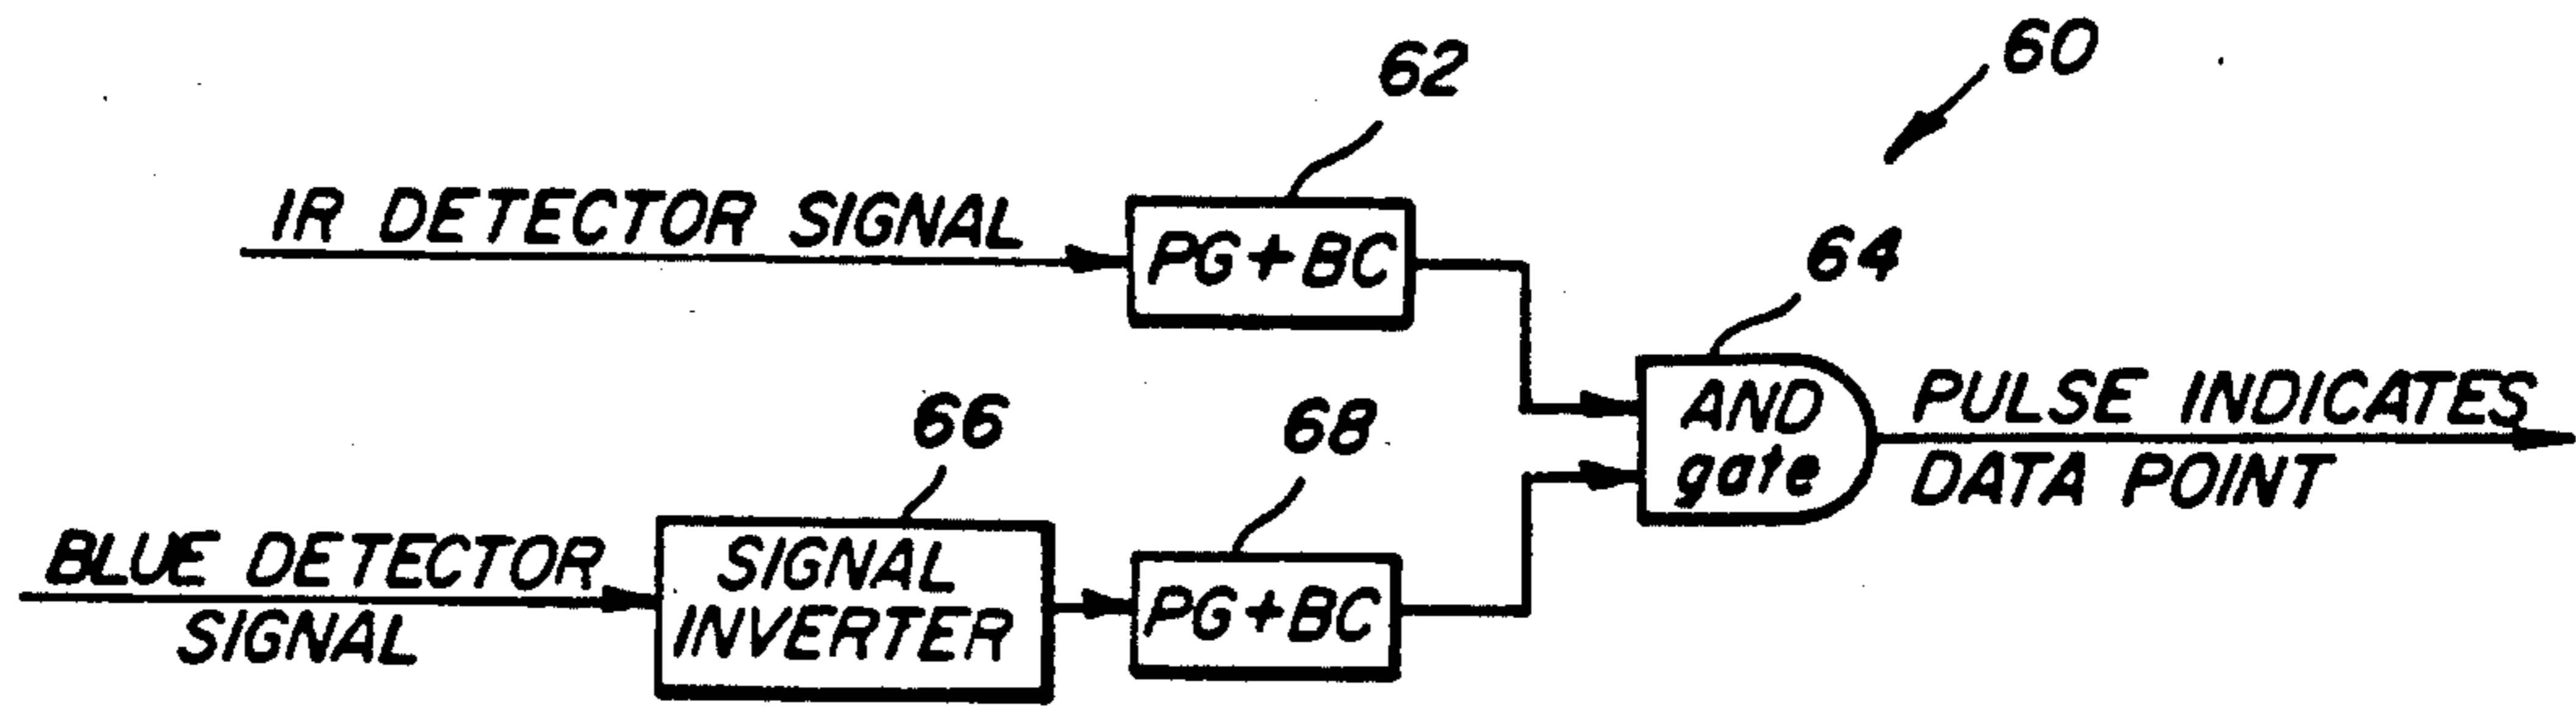 60
62
IR DETECTOR SIGNAL
PG+BC
64
AND
gate
PULSE INDICATES
DATA POINT
66
68
BLUE DETECTOR
SIGNAL
SIGNAL
INVERTER
PG+BC